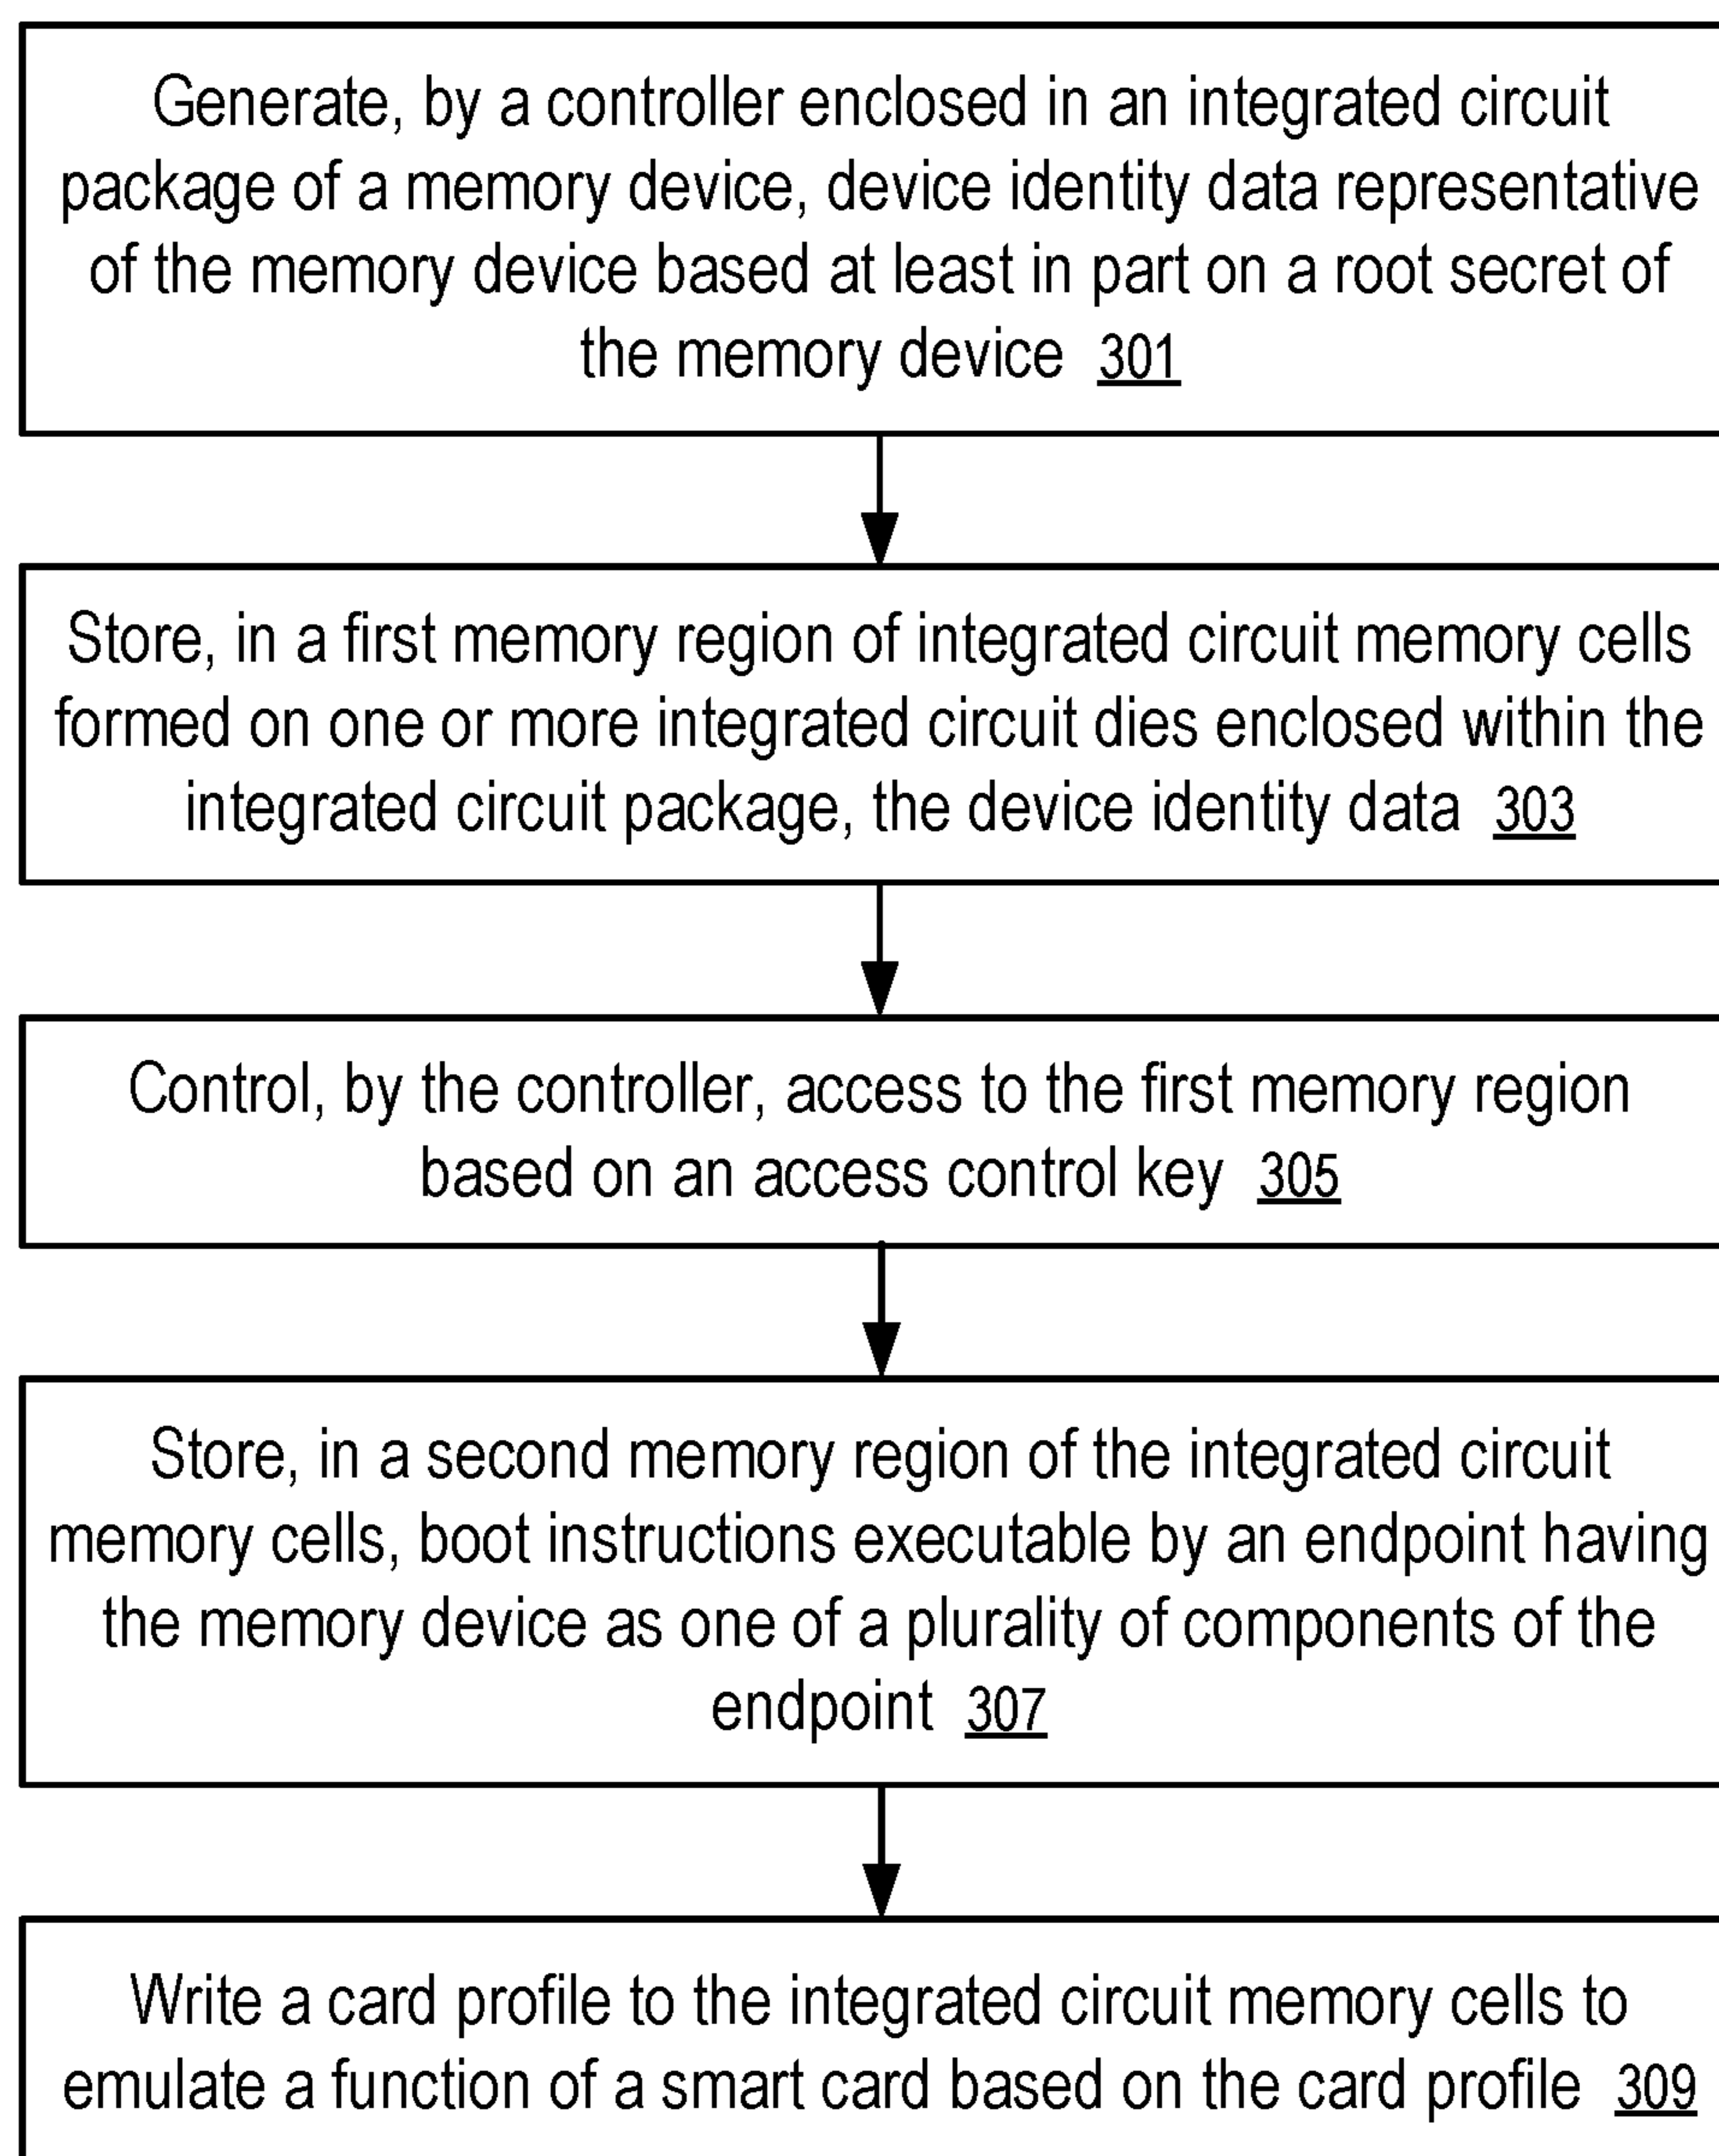 Generate, by a controller enclosed in an integrated circuit
package of a memory device, device identity data representative
of the memory device based at least in part on a root secret of
the memory device 301
Store, in a first memory region of integrated circuit memory cells
formed on one or more integrated circuit dies enclosed within the
integrated circuit package, the device identity data 303
Control, by the controller, access to the first memory region
based on an access control key 305
Store, in a second memory region of the integrated circuit
memory cells, boot instructions executable by an endpoint having
the memory device as one of a plurality of components of the
endpoint 307
Write a card profile to the integrated circuit memory cells to
emulate a function of a smart card based on the card profile 309